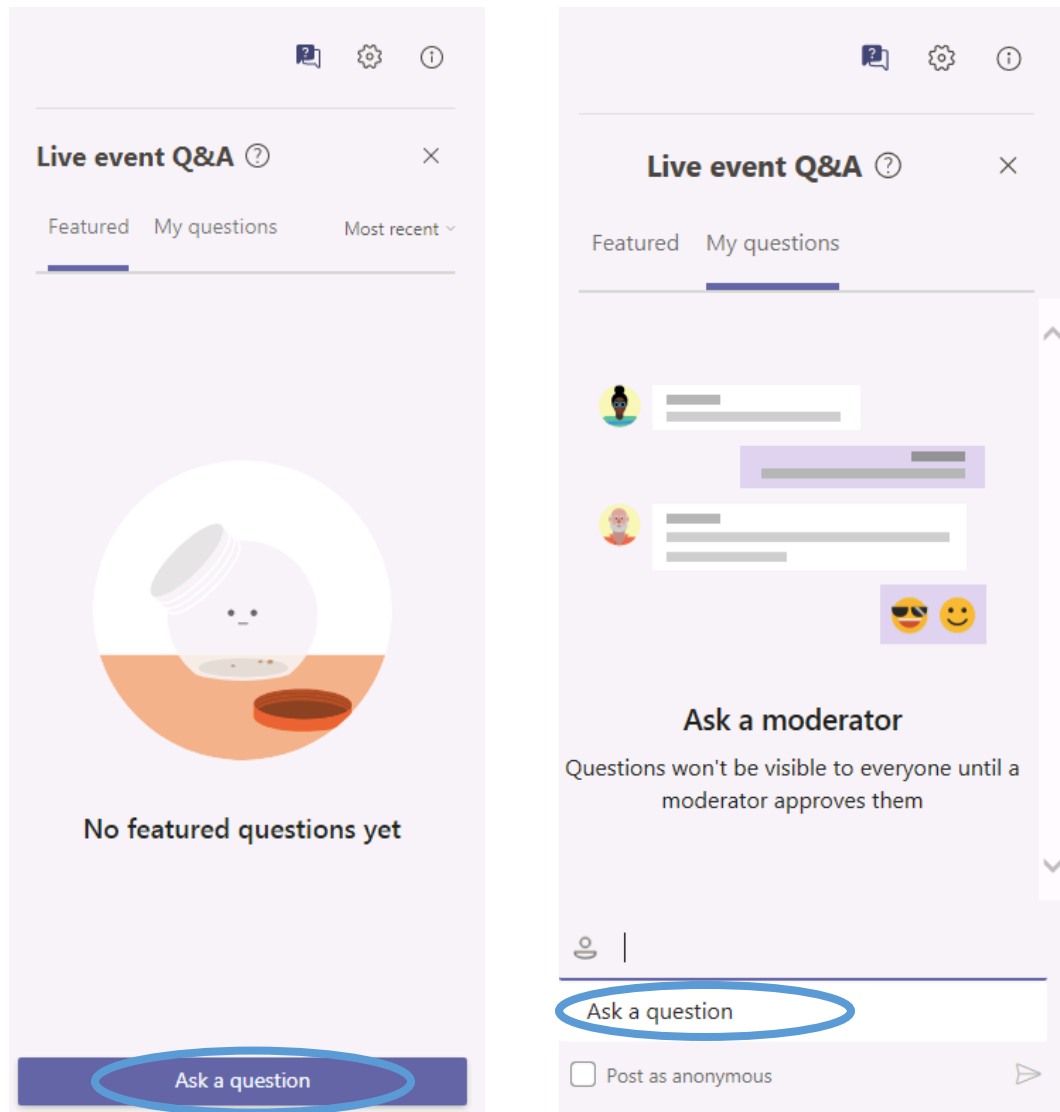 Live event Q&A
Featured My questions Most recent
No featured questions yet
Ask a question
Live event Q&A
Featured My questions
Ask a moderator
Questions won't be visible to everyone until a
moderator approves them
Ask a question
Post as anonymous